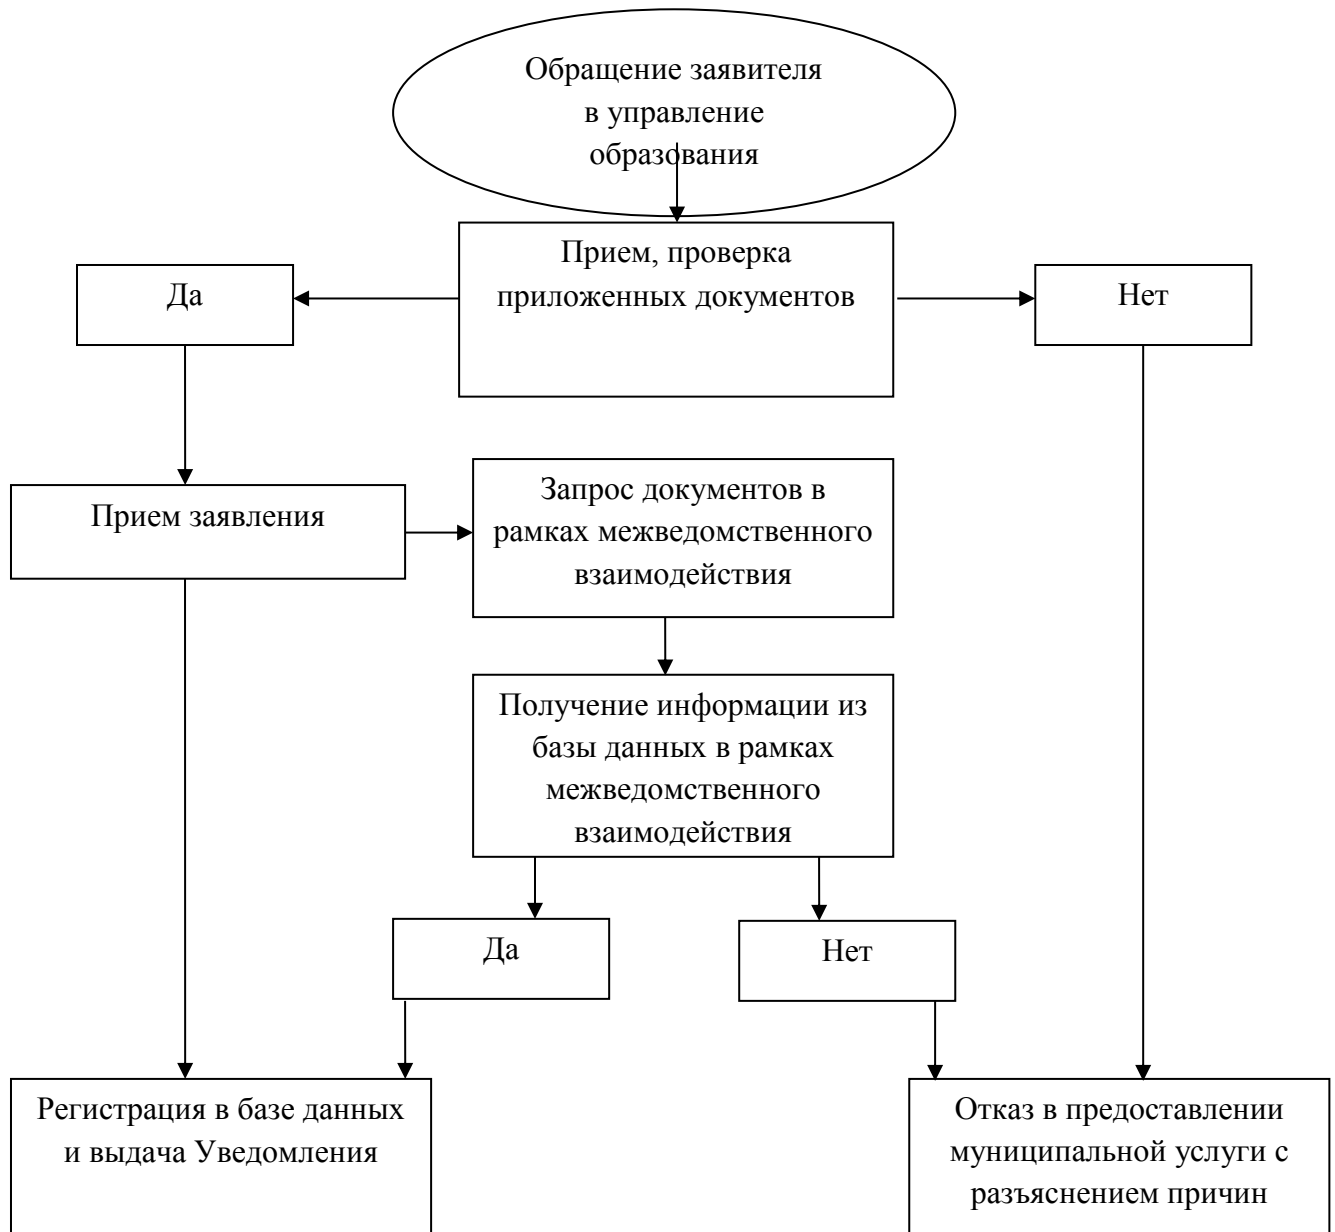 Обращение заявителя
в управление
образования
Прием, проверка
приложенных документов
Да
Нет
Прием заявления
Запрос документов в
рамках межведомственного
взаимодействия
Получение информации из
базы данных в рамках
межведомственного
взаимодействия
Да
Нет
Регистрация в базе данных
и выдача Уведомления
Отказ в предоставлении
муниципальной услуги с
разъяснением причин